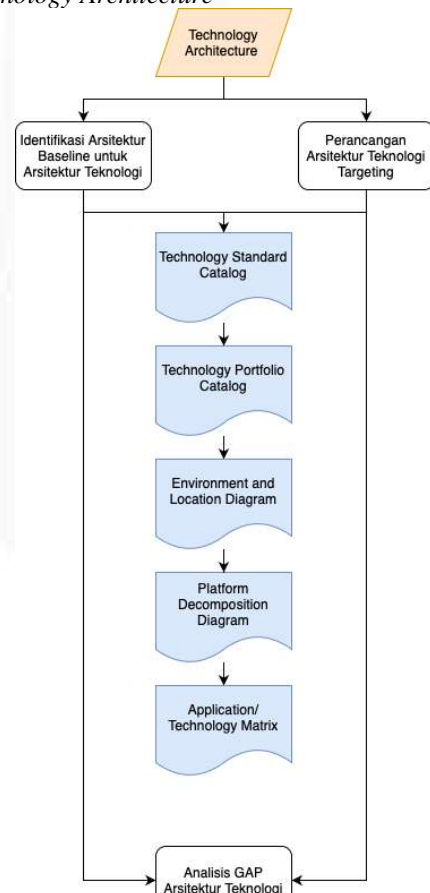 Architecture
Technology
Architecture
Identifikasi Arsitektur
Baseline untuk
Arsitektur Teknologi
Perancangan
Arsitektur Teknologi
Targeting
Technology Standard
Catalog
Technology Portfolio
Catalog
Environment and
Location Diagram
Platform
Decomposition
Diagram
Application/
Technology Matrix
Analisis GAP
Arsitektur Teknologi